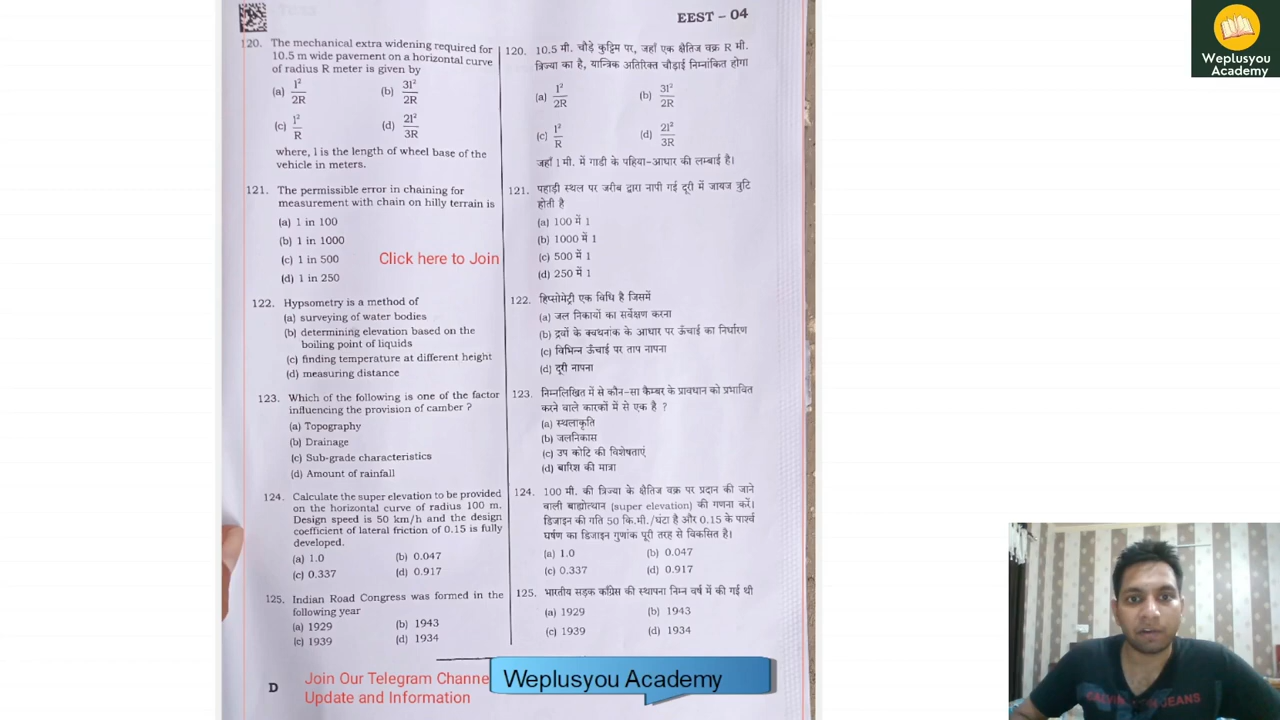 EEST - 04
120. The mechanical extra widening required for
10.5 m wide pavement on a horizontal curve
of radius R meter is given by
(a) l²/2R (b) 3l²/2R
(c) l²/R (d) 2l²/3R
where, l is the length of wheel base of the
vehicle in meters.
121. The permissible error in chaining for
measurement with chain on hilly terrain is
(a) 1 in 100
(b) 1 in 1000
(c) 1 in 500
(d) 1 in 250
Click here to Join
122. Hypsometry is a method of
(a) surveying of water bodies
(b) determining elevation based on the
boiling point of liquids
(c) finding temperature at different height
(d) measuring distance
123. Which of the following is one of the factor
influencing the provision of camber ?
(a) Topography
(b) Drainage
(c) Sub-grade characteristics
(d) Amount of rainfall
124. Calculate the super elevation to be provided
on the horizontal curve of radius 100 m.
Design speed is 50 km/h and the design
coefficient of lateral friction of 0.15 is fully
developed.
(a) 1.0 (b) 0.047
(c) 0.337 (d) 0.917
125. Indian Road Congress was formed in the
following year
(a) 1929 (b) 1943
(c) 1939 (d) 1934
120. 10.5 मी. चौड़े कुट्टिम पर, जहाँ एक क्षैतिज वक्र R मी.
त्रिज्या का है, यान्त्रिक अतिरिक्त चौड़ाई निम्नांकित होगा
(a) l²/2R (b) 3l²/2R
(c) l²/R (d) 2l²/3R
जहाँ l मी. में गाडी के पहिया-आधार की लम्बाई है।
121. पहाड़ी स्थल पर जरीब द्वारा नापी गई दूरी में जायज त्रुटि
होती है
(a) 100 में 1
(b) 1000 में 1
(c) 500 में 1
(d) 250 में 1
122. हिप्सोमेट्री एक विधि है जिसमें
(a) जल निकायों का सर्वेक्षण करना
(b) द्रवों के क्वथनांक के आधार पर ऊँचाई का निर्धारण
(c) विभिन्न ऊँचाई पर ताप नापना
(d) दूरी नापना
123. निम्नलिखित में से कौन-सा कैम्बर के प्रावधान को प्रभावित
करने वाले कारकों में से एक है ?
(a) स्थलाकृति
(b) जलनिकास
(c) उप कोटि की विशेषताएं
(d) बारिश की मात्रा
124. 100 मी. की त्रिज्या के क्षैतिज वक्र पर प्रदान की जाने
वाली बाह्योत्थान (super elevation) की गणना करें।
डिजाइन की गति 50 कि.मी./घंटा है और 0.15 के पार्श्व
घर्षण का डिजाइन गुणांक पूरी तरह से विकसित है।
(a) 1.0 (b) 0.047
(c) 0.337 (d) 0.917
125. भारतीय सड़क काँग्रेस की स्थापना निम्न वर्ष में की गई थी
(a) 1929 (b) 1943
(c) 1939 (d) 1934
D
Join Our Telegram Channe
Update and Information
Weplusyou Academy
Weplusyou
Academy
JEANS